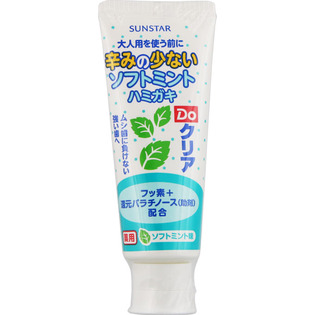 SUNSTAR
大人用を使う前に
辛みの少ない
ソフトミント
ハミガキ
Do
クリア
ムシ歯に負けない
強い歯へ
フッ素+
還元パラチノース(効剤)
配合
薬用
ソフトミント味